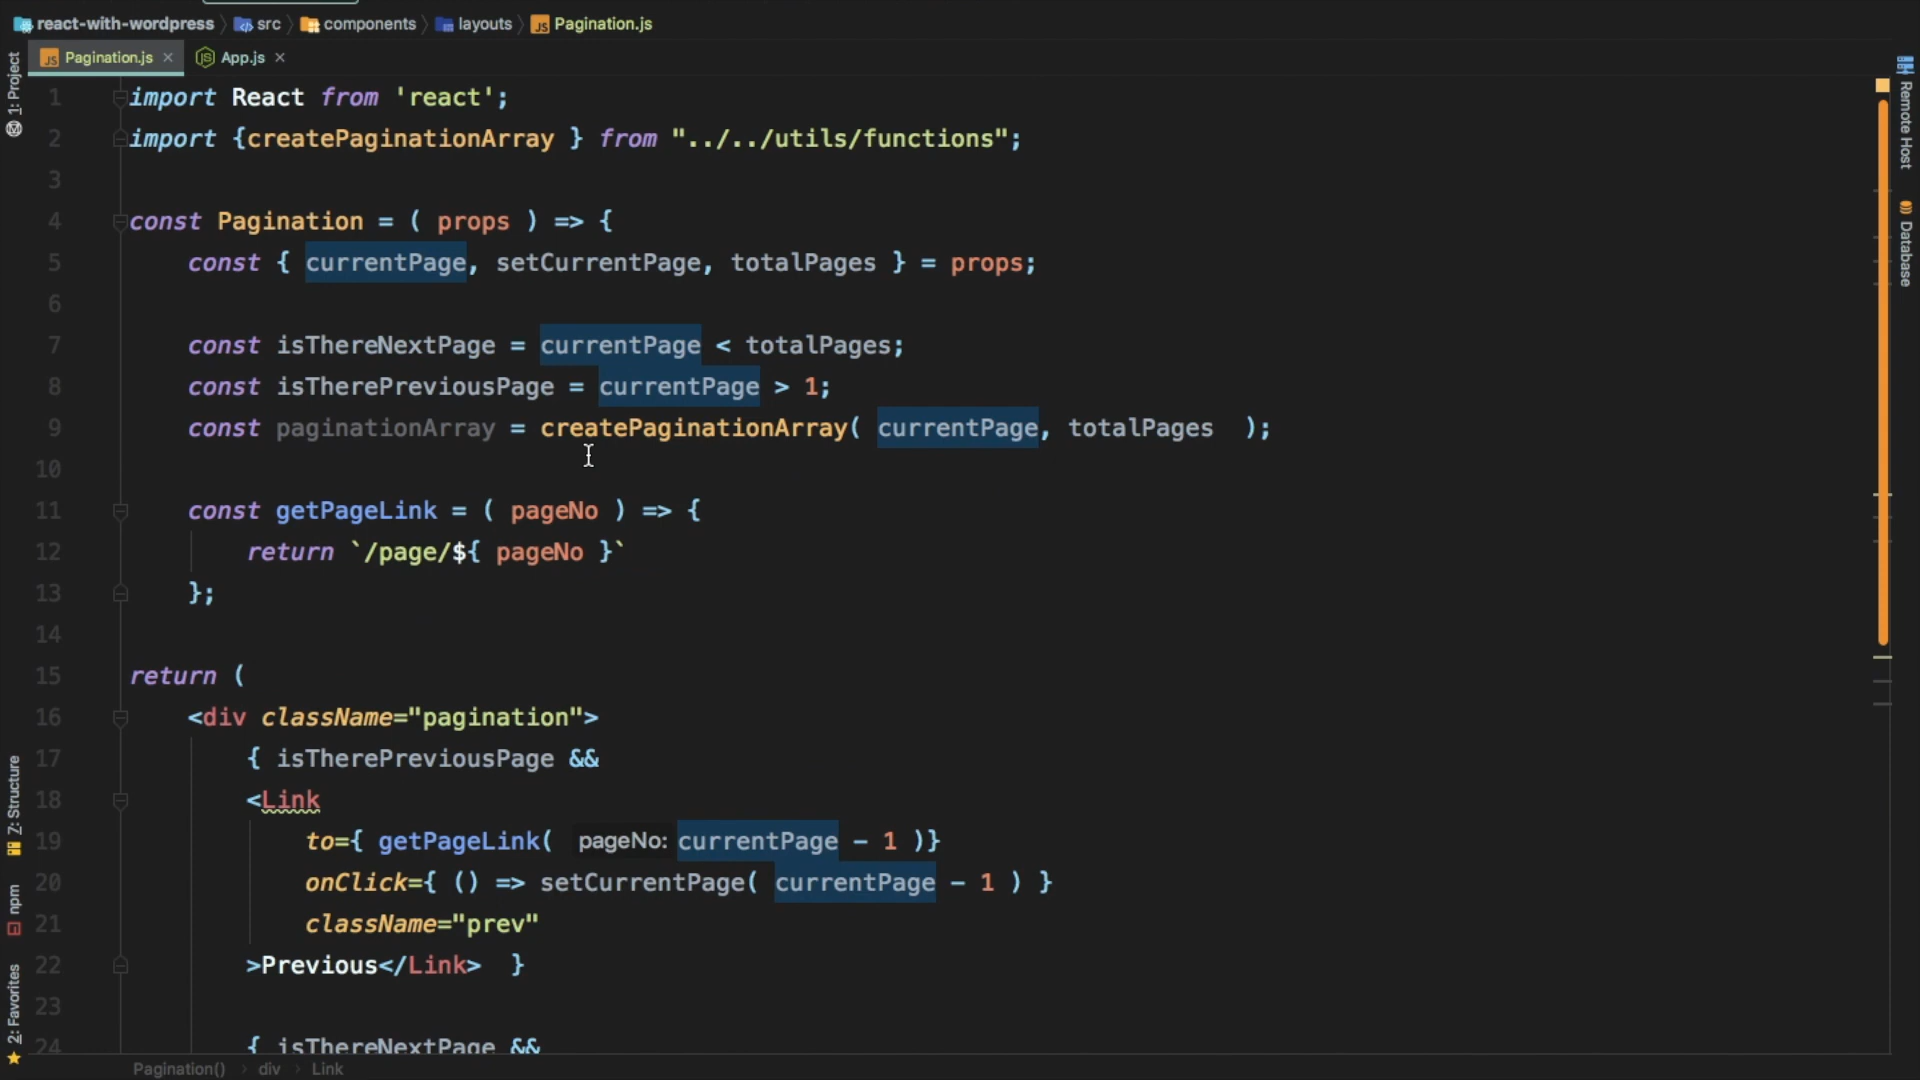 react-with-wordpress src components layouts Pagination.js
Pagination.js App.js
1: Project
Remote Host
Database
Z: Structure
npm
2: Favorites
1 import React from 'react';
2 import {createPaginationArray } from "../../utils/functions";
3
4 const Pagination = ( props ) => {
5 const { currentPage, setCurrentPage, totalPages } = props;
6
7 const isThereNextPage = currentPage < totalPages;
8 const isTherePreviousPage = currentPage > 1;
9 const paginationArray = createPaginationArray( currentPage, totalPages );
10
11 const getPageLink = ( pageNo ) => {
12 return `/page/${ pageNo }`
13 };
14
15 return (
16 <div className="pagination">
17 { isTherePreviousPage &&
18 <Link
19 to={ getPageLink( pageNo: currentPage - 1 )}
20 onClick={ () => setCurrentPage( currentPage - 1 ) }
21 className="prev"
22 >Previous</Link> }
23
24 { isThereNextPage &&
Pagination() div Link